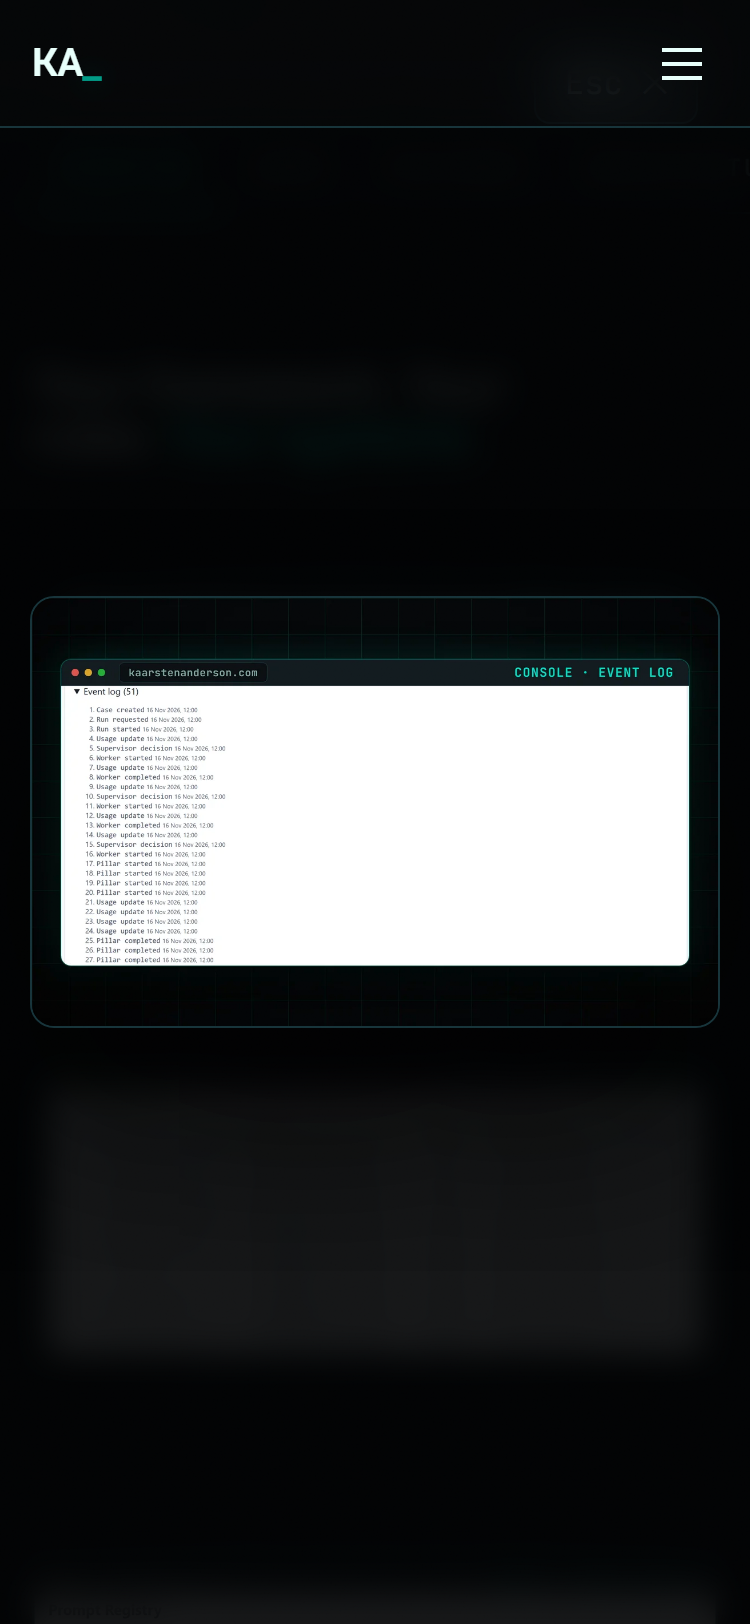 KA_
ESC
kaarstenanderson.com
CONSOLE · EVENT LOG
▼ Event log (51)
1. Case created 16 Nov 2026, 12:00
2. Run requested 16 Nov 2026, 12:00
3. Run started 16 Nov 2026, 12:00
4. Usage update 16 Nov 2026, 12:00
5. Supervisor decision 16 Nov 2026, 12:00
6. Worker started 16 Nov 2026, 12:00
7. Usage update 16 Nov 2026, 12:00
8. Worker completed 16 Nov 2026, 12:00
9. Usage update 16 Nov 2026, 12:00
10. Supervisor decision 16 Nov 2026, 12:00
11. Worker started 16 Nov 2026, 12:00
12. Usage update 16 Nov 2026, 12:00
13. Worker completed 16 Nov 2026, 12:00
14. Usage update 16 Nov 2026, 12:00
15. Supervisor decision 16 Nov 2026, 12:00
16. Worker started 16 Nov 2026, 12:00
17. Pillar started 16 Nov 2026, 12:00
18. Pillar started 16 Nov 2026, 12:00
19. Pillar started 16 Nov 2026, 12:00
20. Pillar started 16 Nov 2026, 12:00
21. Usage update 16 Nov 2026, 12:00
22. Usage update 16 Nov 2026, 12:00
23. Usage update 16 Nov 2026, 12:00
24. Usage update 16 Nov 2026, 12:00
25. Pillar completed 16 Nov 2026, 12:00
26. Pillar completed 16 Nov 2026, 12:00
27. Pillar completed 16 Nov 2026, 12:00